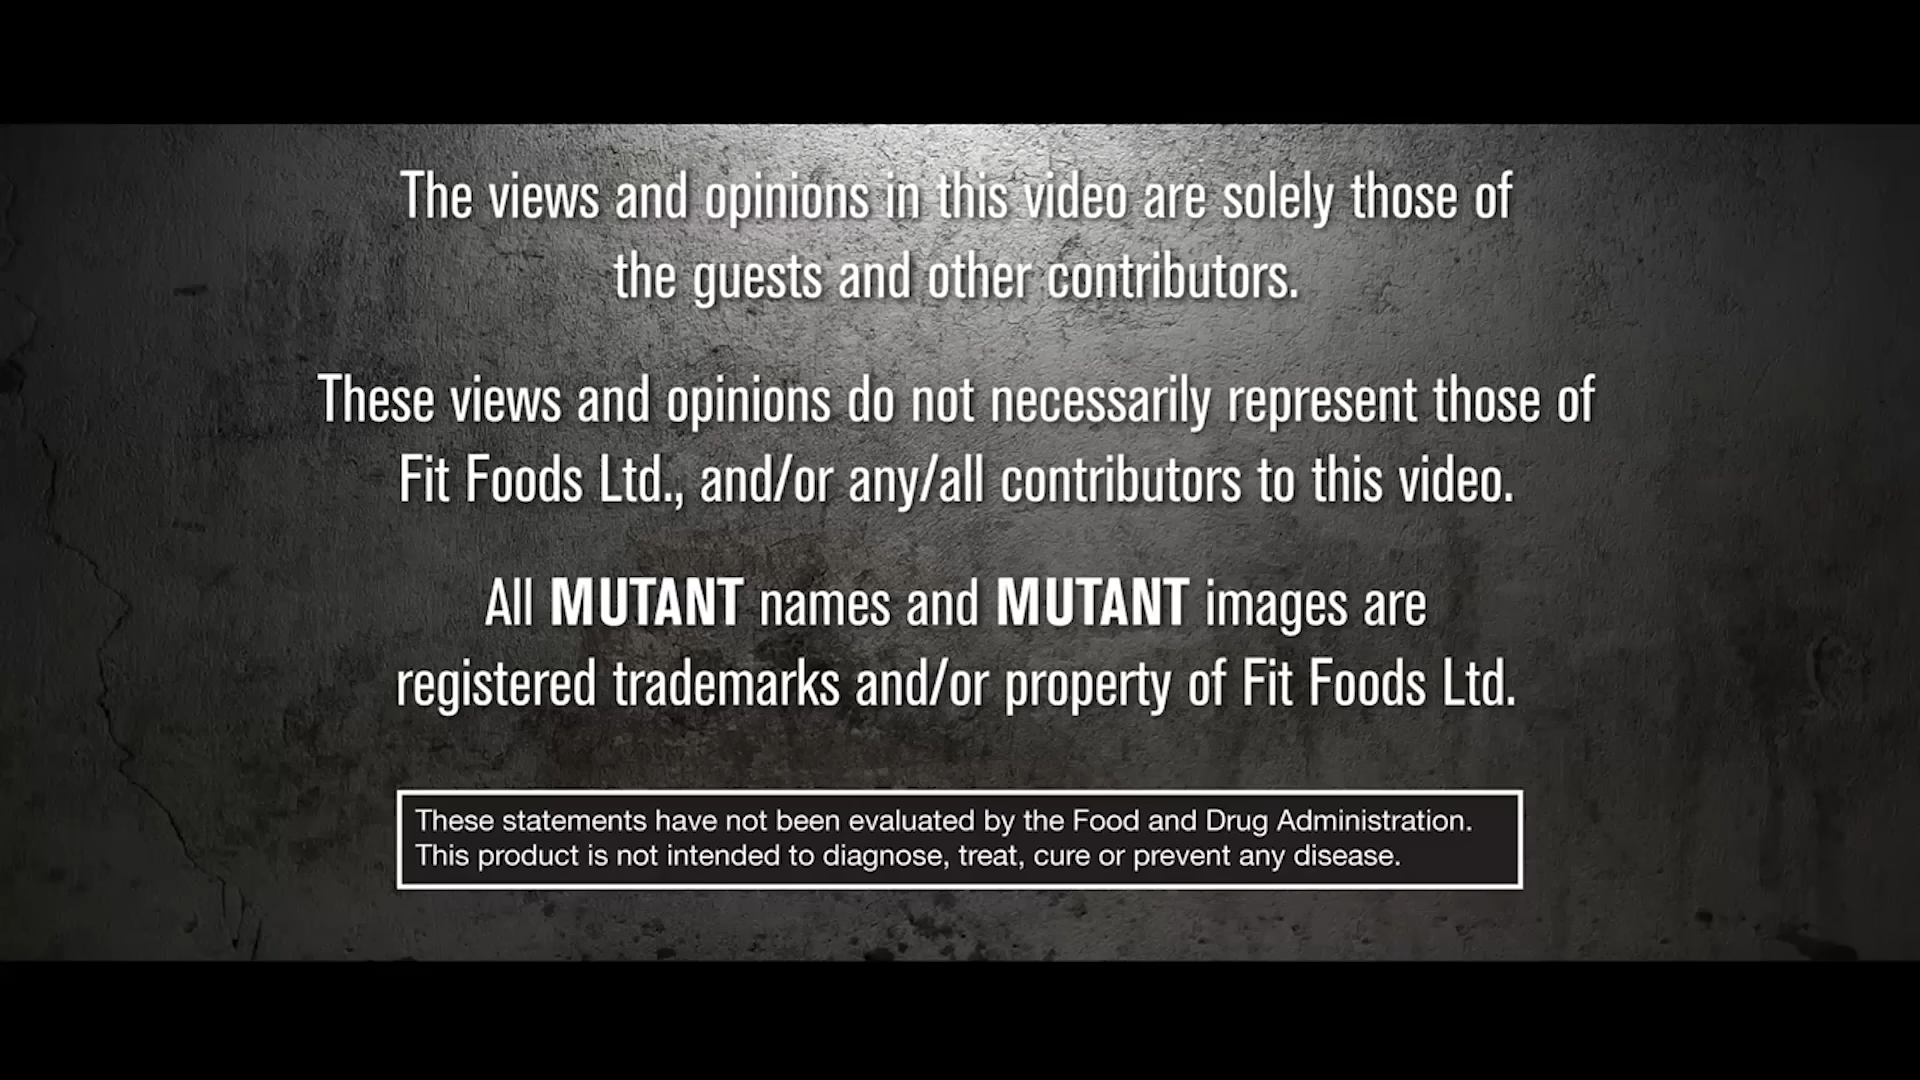 The views and opinions in this video are solely those of
the guests and other contributors.
These views and opinions do not necessarily represent those of
Fit Foods Ltd., and/or any/all contributors to this video.
All MUTANT names and MUTANT images are
registered trademarks and/or property of Fit Foods Ltd.
These statements have not been evaluated by the Food and Drug Administration.
This product is not intended to diagnose, treat, cure or prevent any disease.